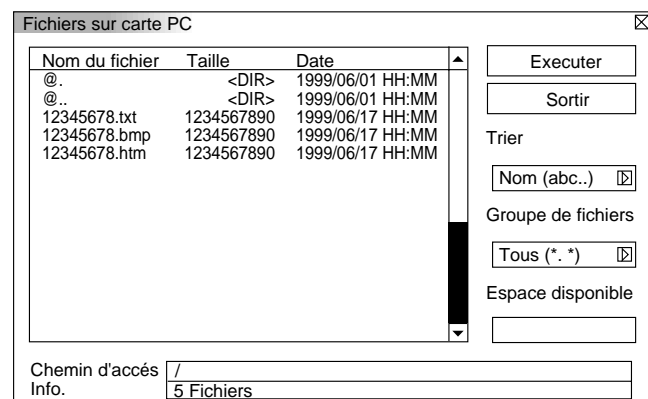 Fichiers sur carte PC
Nom du fichier Taille Date
@. <DIR> 1999/06/01 HH:MM
@.. <DIR> 1999/06/01 HH:MM
12345678.txt 1234567890 1999/06/17 HH:MM
12345678.bmp 1234567890 1999/06/17 HH:MM
12345678.htm 1234567890 1999/06/17 HH:MM
Executer
Sortir
Trier
Nom (abc..)
Groupe de fichiers
Tous (*. *)
Espace disponible
Chemin d'accés /
Info. 5 Fichiers